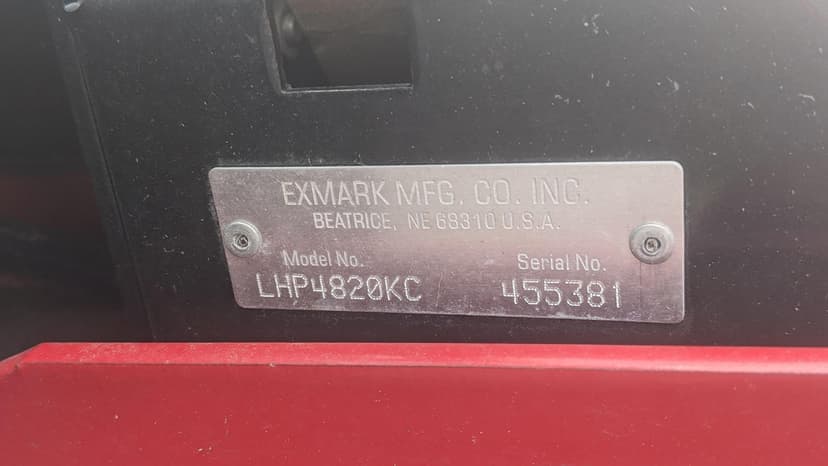 EXMARK MFG. CO. INC.
BEATRICE, NE 68310 U.S.A.
Model No. Serial No.
LHP4820KC 455381